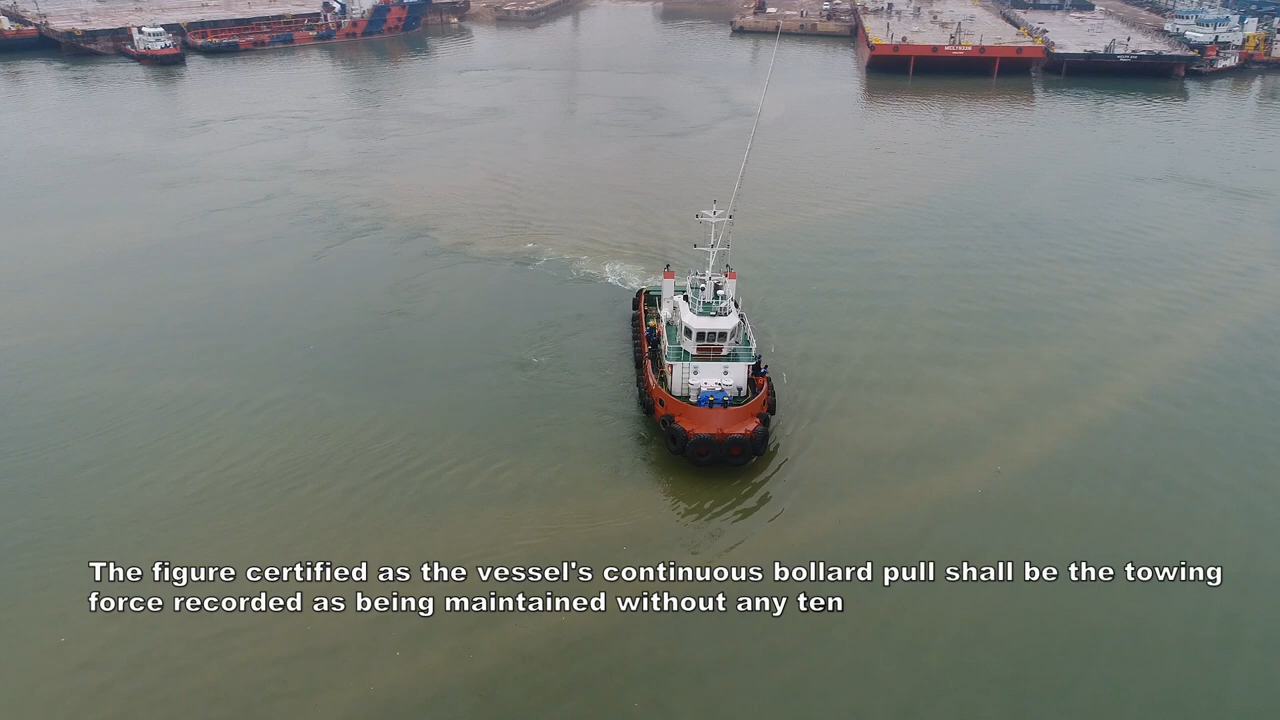 The figure certified as the vessel's continuous bollard pull shall be the towing
force recorded as being maintained without any ten